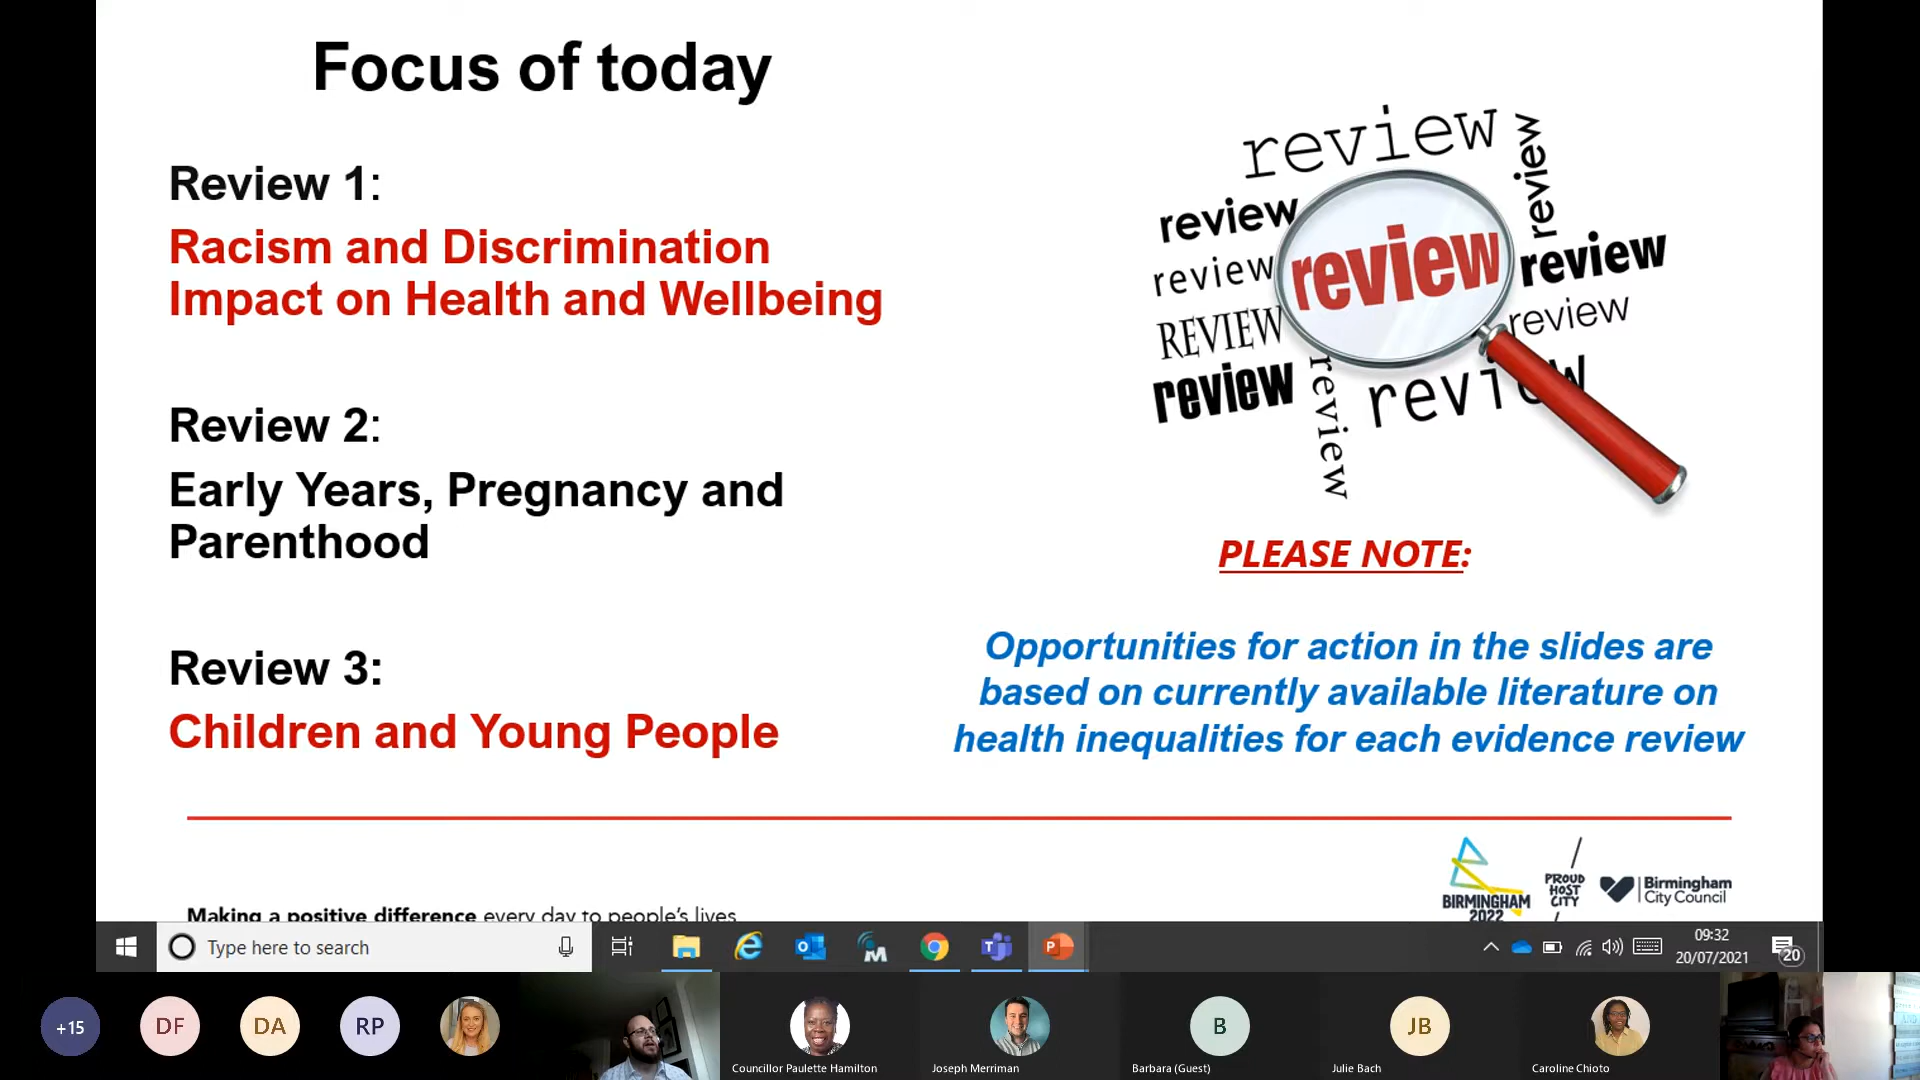 Focus of today
Review 1:
Racism and Discrimination
Impact on Health and Wellbeing
Review 2:
Early Years, Pregnancy and
Parenthood
Review 3:
Children and Young People
review
review
review
review
review
review
REVIEW
review
review
review
review
PLEASE NOTE:
Opportunities for action in the slides are
based on currently available literature on
health inequalities for each evidence review
BIRMINGHAM
2022
PROUD
HOST
CITY
Birmingham
City Council
Making a positive difference every day to people's lives
Type here to search
09:32
20/07/2021
20
+15
DF
DA
RP
B
JB
Councillor Paulette Hamilton
Joseph Merriman
Barbara (Guest)
Julie Bach
Caroline Chioto